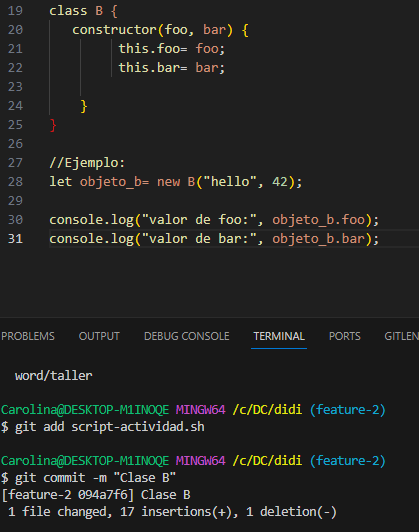 19 class B {
20 constructor(foo, bar) {
21 this.foo= foo;
22 this.bar= bar;
23
24 }
25 }
26
27 //Ejemplo:
28 let objeto_b= new B("hello", 42);
29
30 console.log("valor de foo:", objeto_b.foo);
31 console.log("valor de bar:", objeto_b.bar);
PROBLEMS OUTPUT DEBUG CONSOLE TERMINAL PORTS GITLEN
word/taller
Carolina@DESKTOP-M1INOQE MINGW64 /c/DC/didi (feature-2)
$ git add script-actividad.sh
Carolina@DESKTOP-M1INOQE MINGW64 /c/DC/didi (feature-2)
$ git commit -m "Clase B"
[feature-2 094a7f6] Clase B
1 file changed, 17 insertions(+), 1 deletion(-)